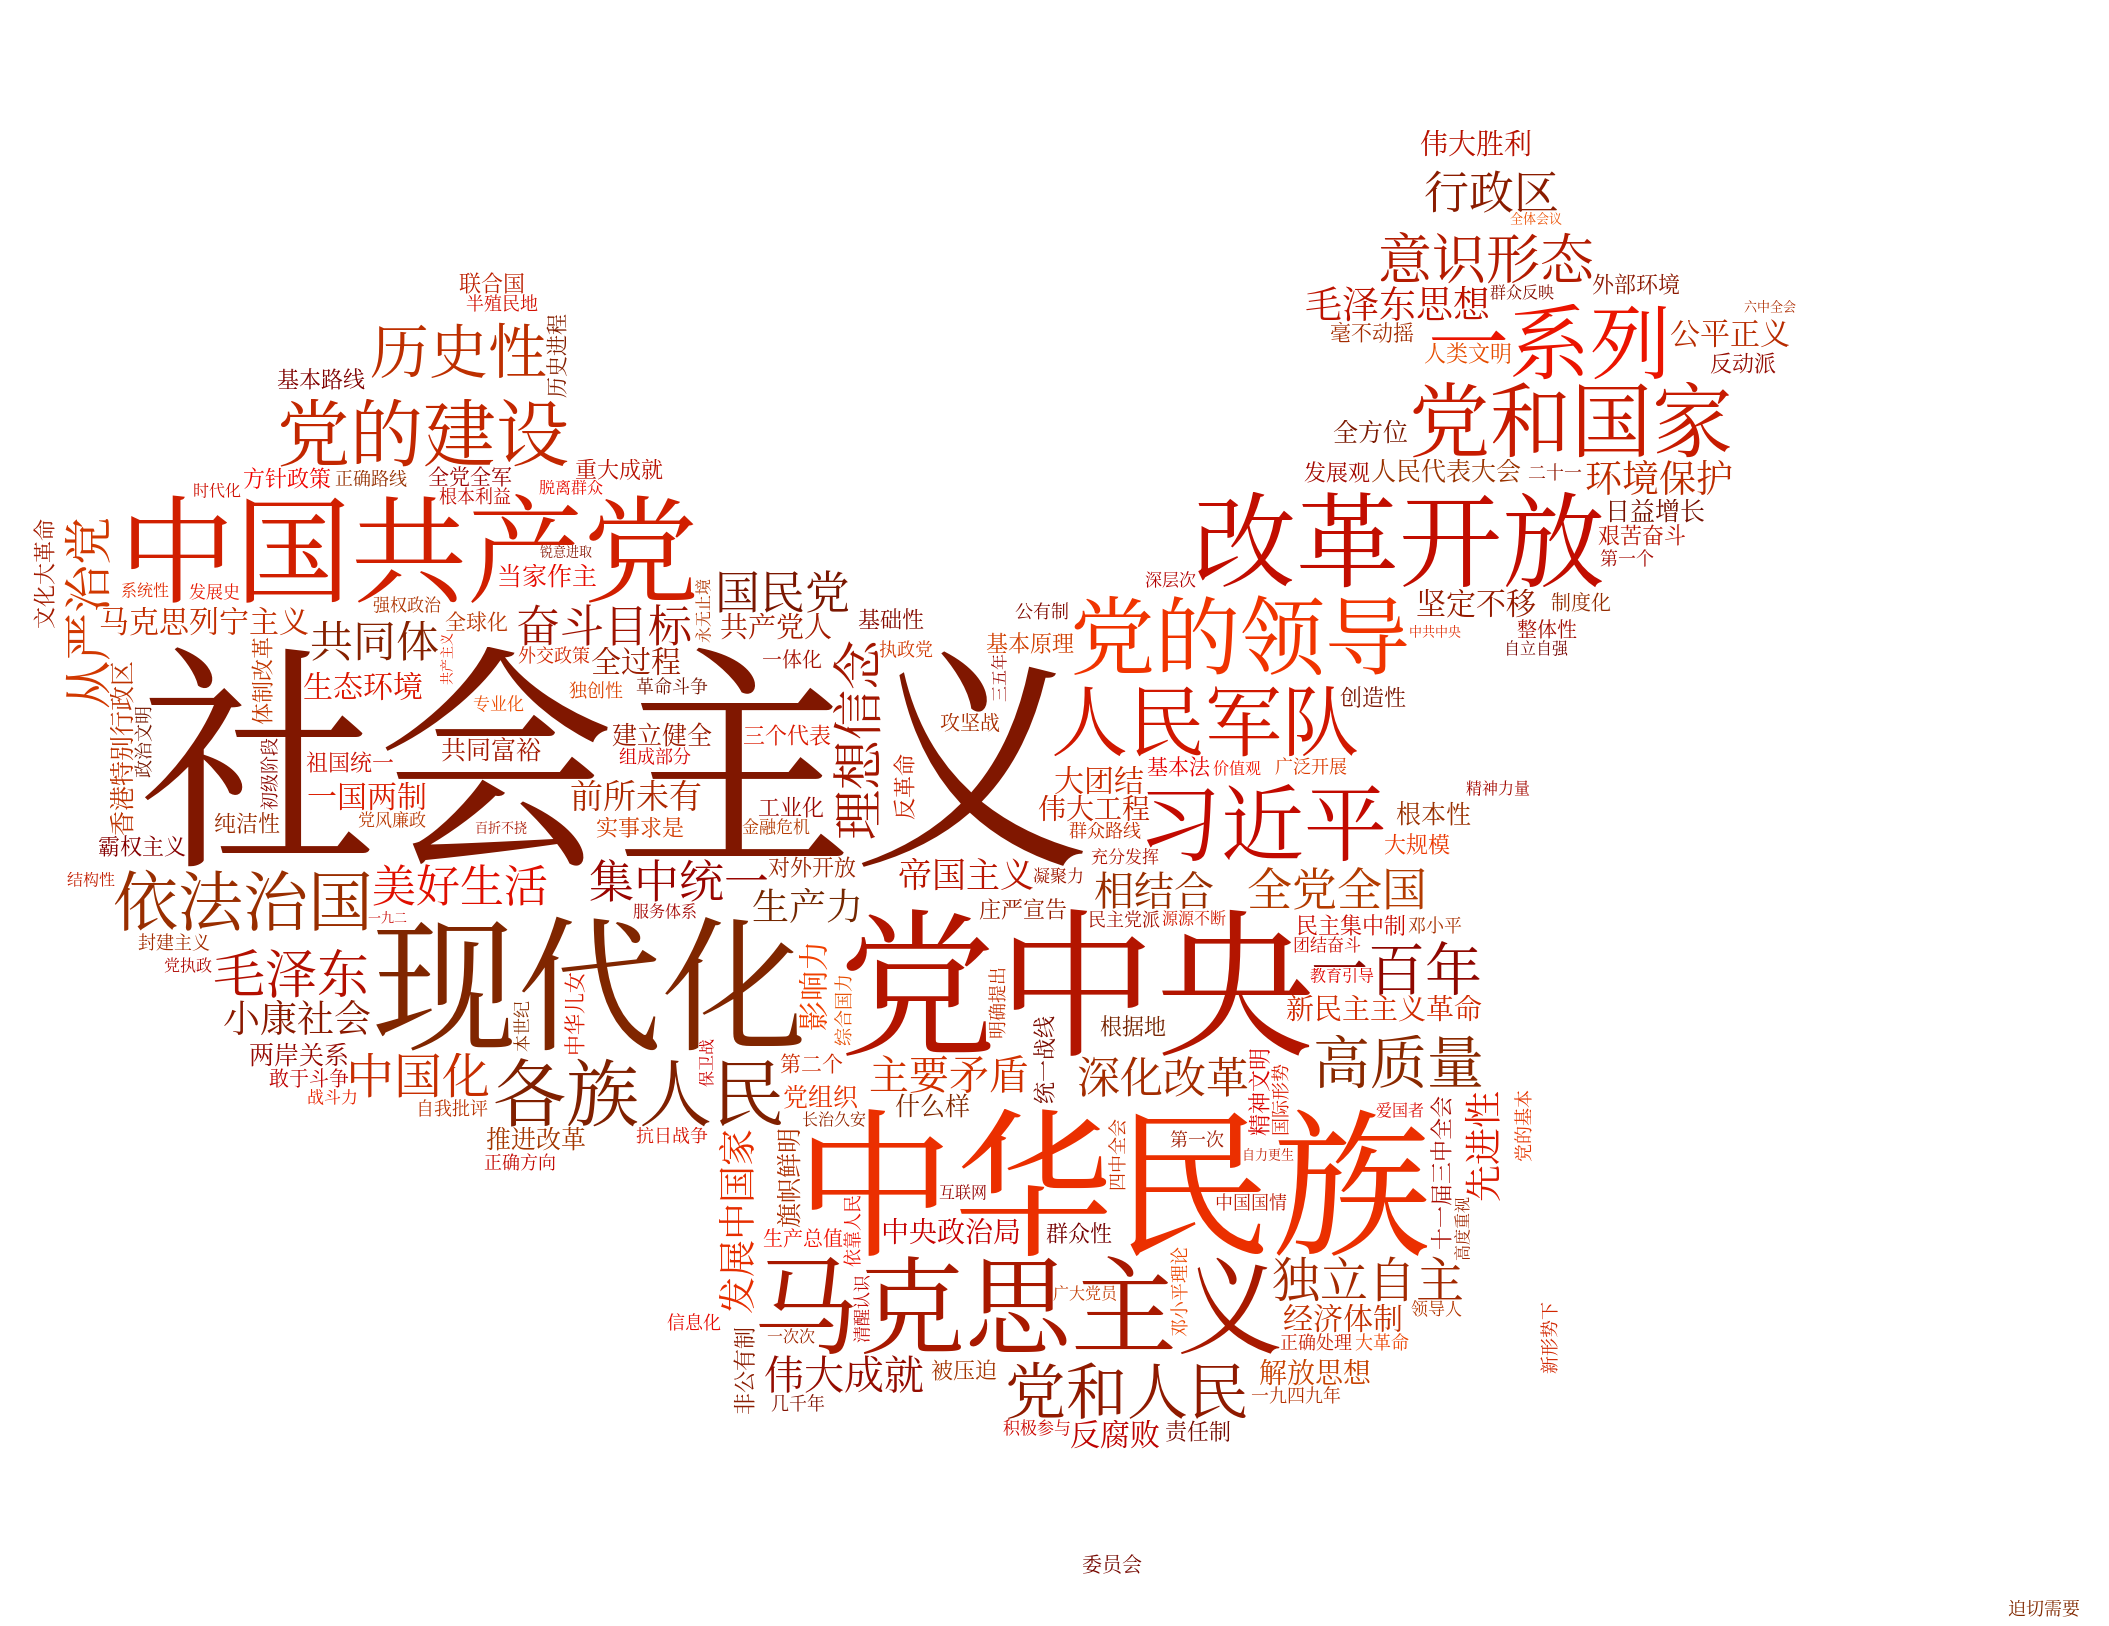 伟大胜利
行政区
全体会议
意识形态
外部环境
毛泽东思想
群众反映
六中全会
毫不动摇
一系列
公平正义
人类文明
反动派
联合国
半殖民地
历史性
历史进程
基本路线
党的建设
党和国家
全方位
方针政策
正确路线
全党全军
重大成就
时代化
根本利益
脱离群众
发展观
人民代表大会
二十一
环境保护
中国共产党
改革开放
日益增长
艰苦奋斗
第一个
文化大革命
从严治党
锐意进取
当家作主
系统性
发展史
强权政治
永无止境
国民党
深层次
坚定不移
制度化
马克思列宁主义
共同体
全球化
奋斗目标
共产党人
基础性
公有制
党的领导
中共中央
整体性
自立自强
体制改革
共产主义
外交政策
全过程
一体化
执政党
基本原理
香港特别行政区
政治文明
生态环境
独创性
革命斗争
专业化
社会主义
理想信念
三五年
人民军队
创造性
攻坚战
初级阶段
祖国统一
共同富裕
建立健全
组成部分
三个代表
反革命
大团结
基本法
价值观
广泛开展
一国两制
前所未有
工业化
伟大工程
习近平
精神力量
根本性
纯洁性
党风廉政
百折不挠
实事求是
金融危机
群众路线
大规模
霸权主义
结构性
依法治国
美好生活
集中统一
对外开放
帝国主义
凝聚力
充分发挥
相结合
全党全国
一九二
服务体系
生产力
庄严宣告
民主党派
源源不断
民主集中制
邓小平
封建主义
党执政
毛泽东
现代化
影响力
综合国力
党中央
明确提出
团结奋斗
教育引导
一百年
小康社会
本世纪
中华儿女
统一战线
根据地
新民主主义革命
两岸关系
敢于斗争
战斗力
中国化
自我批评
各族人民
保卫战
第二个
党组织
主要矛盾
什么样
深化改革
精神文明
国际形势
高质量
推进改革
正确方向
抗日战争
长治久安
爱国者
十一届三中全会
先进性
党的基本
发展中国家
旗帜鲜明
中华民族
四中全会
第一次
自力更生
互联网
中国国情
生产总值
依靠人民
中央政治局
群众性
高度重视
马克思主义
清醒认识
广大党员
邓小平理论
独立自主
经济体制
领导人
信息化
非公有制
一次次
正确处理
大革命
新形势下
伟大成就
被压迫
党和人民
解放思想
几千年
一九四九年
积极参与
反腐败
责任制
委员会
迫切需要